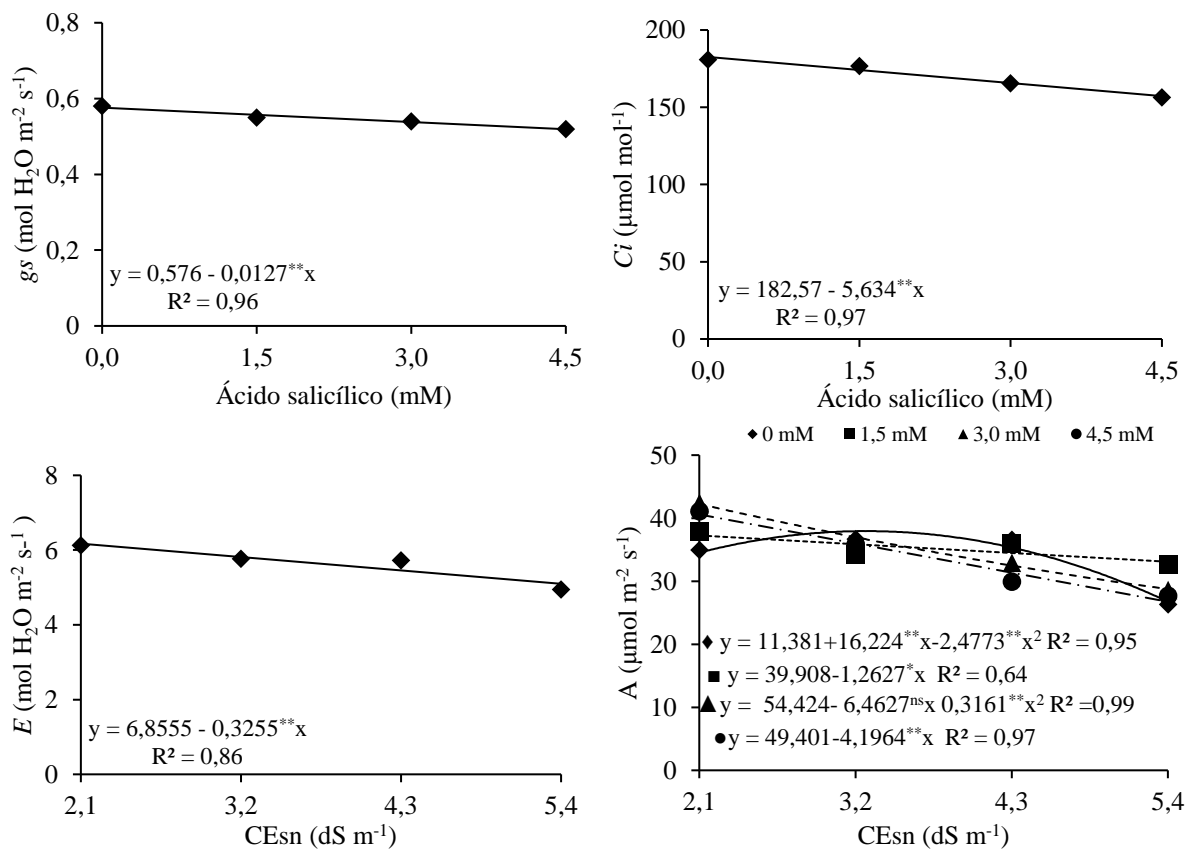 0,8
0,6
0,4
0,2
0
gs (mol H₂O m⁻² s⁻¹)
y = 0,576 - 0,0127**x
R² = 0,96
0,0 1,5 3,0 4,5
Ácido salicílico (mM)
200
150
100
50
0
Ci (µmol mol⁻¹)
y = 182,57 - 5,634**x
R² = 0,97
0,0 1,5 3,0 4,5
Ácido salicílico (mM)
8
6
4
2
0
E (mol H₂O m⁻² s-¹)
y = 6,8555 - 0,3255**x
R² = 0,86
2,1 3,2 4,3 5,4
CEsn (dS m⁻¹)
0 mM 1,5 mM 3,0 mM 4,5 mM
50
40
30
20
10
0
A (µmol m⁻² s⁻¹)
y = 11,381+16,224**x-2,4773**x² R² = 0,95
y = 39,908-1,2627*x R² = 0,64
y = 54,424- 6,4627ⁿˢx 0,3161**x² R² =0,99
y = 49,401-4,1964**x R² = 0,97
2,1 3,2 4,3 5,4
CEsn (dS m⁻¹)